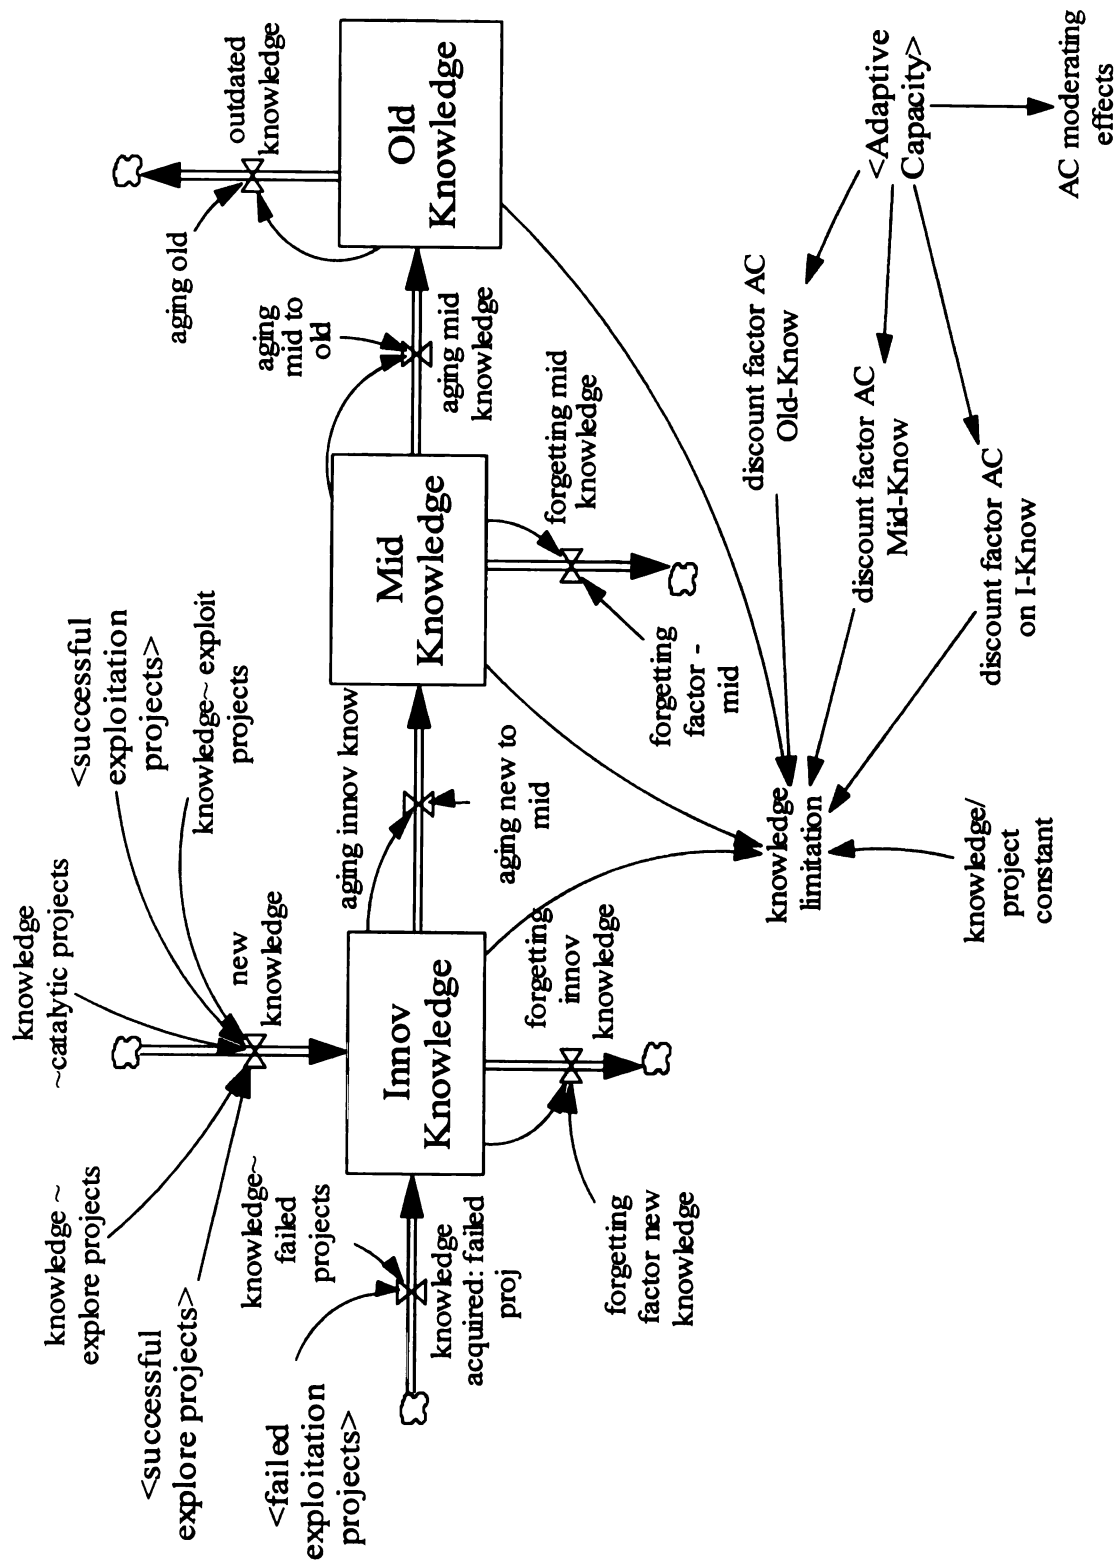 <successful
exploitation
projects>
knowledge~ exploit
projects
knowledge
~catalytic projects
knowledge ~
explore projects
<successful
explore projects>
new
knowledge
knowledge~
failed
projects
<failed
exploitation
projects>
knowledge
acquired: failed
proj
Innov
Knowledge
aging innov know
aging new to
mid
forgetting
innov
knowledge
forgetting
factor new
knowledge
Mid
Knowledge
aging
mid to
old
aging mid
knowledge
forgetting mid
knowledge
forgetting
factor -
mid
Old
Knowledge
aging old
outdated
knowledge
knowledge
limitation
knowledge/
project
constant
discount factor AC
Old-Know
discount factor AC
Mid-Know
discount factor AC
on I-Know
<Adaptive
Capacity>
AC moderating
effects